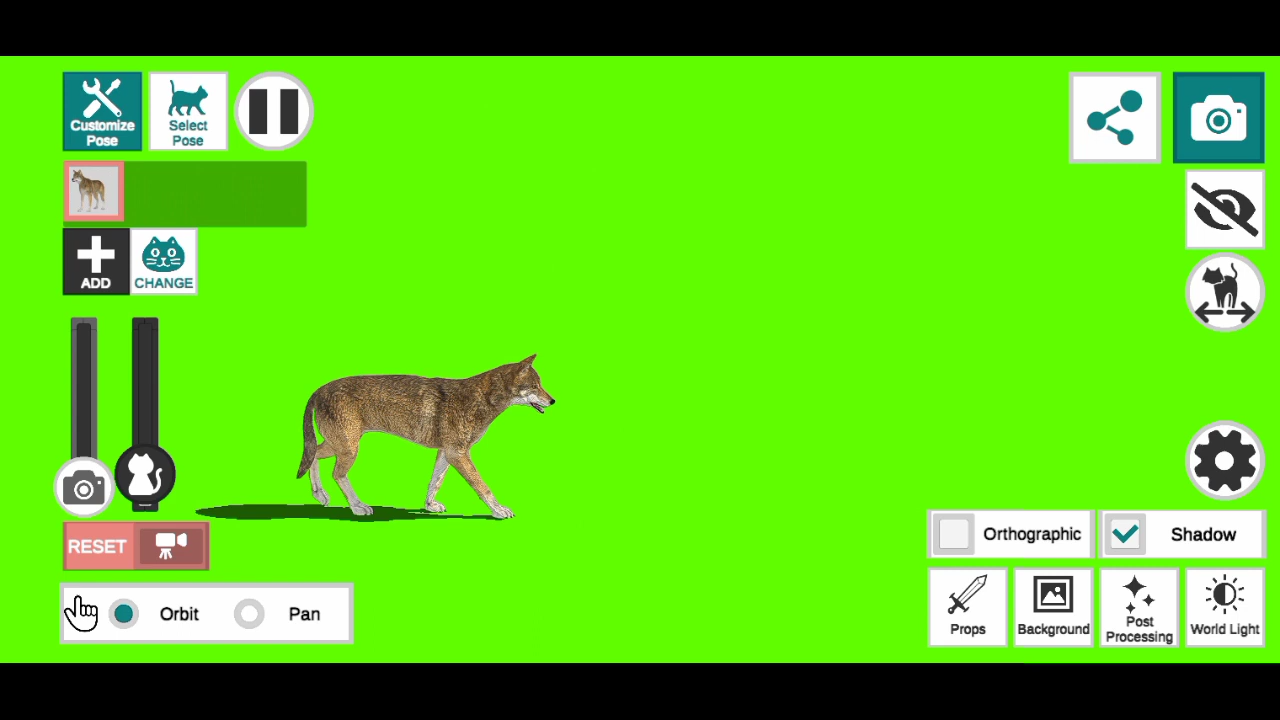 Customize
Pose
Select
Pose
ADD
CHANGE
RESET
Orbit
Pan
Orthographic
Shadow
Props
Background
Post
Processing
World Light